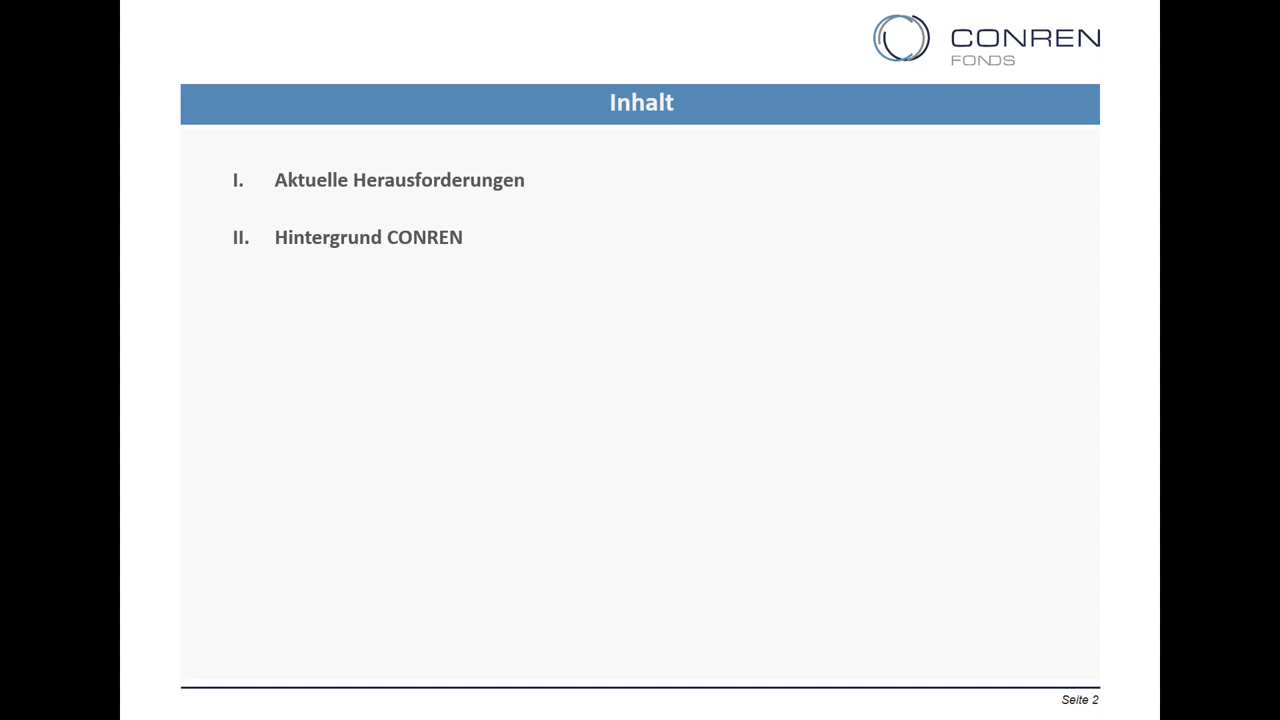 CONREN
FONDS
Inhalt
I. Aktuelle Herausforderungen
II. Hintergrund CONREN
Seite 2